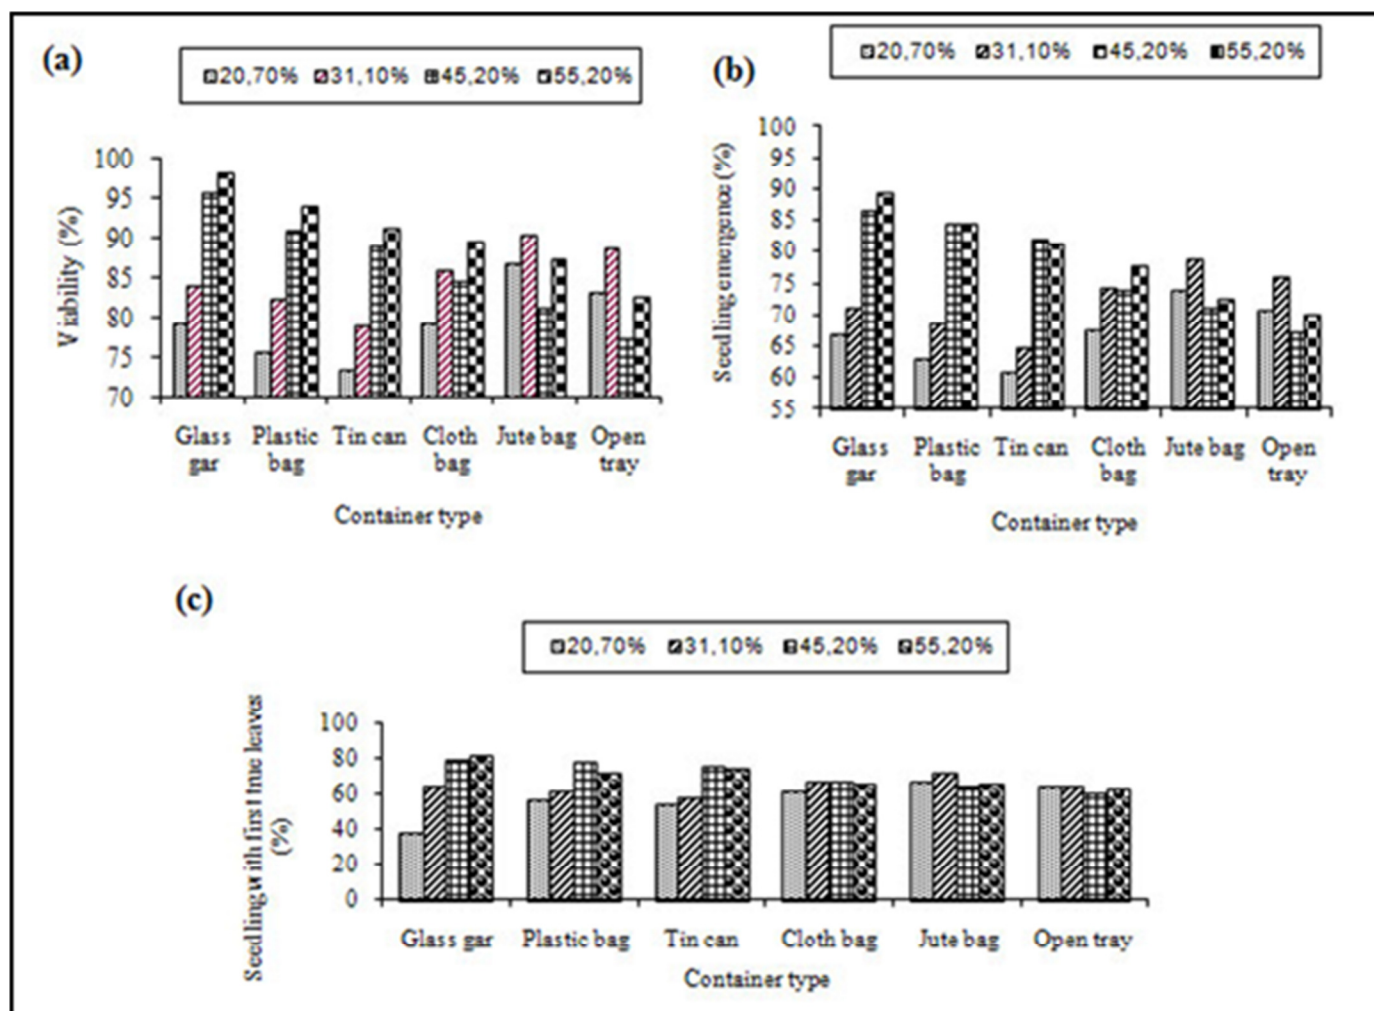 (a)
20,70% 31,10% 45,20% 55,20%
Viability (%)
100
95
90
85
80
75
70
Glass gar
Plastic bag
Tin can
Cloth bag
Jute bag
Open tray
Container type
(b)
20,70% 31,10% 45,20% 55,20%
Seedling emergence (%)
100
95
90
85
80
75
70
65
60
55
Glass gar
Plastic bag
Tin can
Cloth bag
Jute bag
Open tray
Container type
(c)
20,70% 31,10% 45,20% 55,20%
Seedling with first true leaves
(%)
100
80
60
40
20
0
Glass gar Plastic bag Tin can Cloth bag Jute bag Open tray
Container type